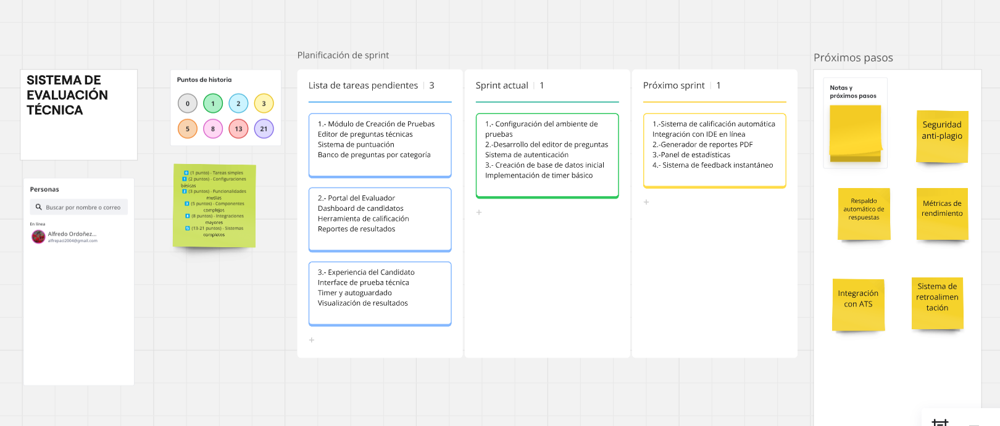 Planificación de sprint
Próximos pasos
SISTEMA DE
EVALUACIÓN
TÉCNICA
Puntos de historia
0 1 2 3
5 8 13 21
(1 punto) - Tareas simples
(2 puntos) - Configuraciones
básicas
(3 puntos) - Funcionalidades
medias
(5 puntos) - Componentes
complejos
(8 puntos) - Integraciones
mayores
(13-21 puntos) - Sistemas
completos
Personas
Buscar por nombre o correo
En línea
Alfredo Ordoñez...
alfrepaci2004@gmail.com
Lista de tareas pendientes | 3
1.- Módulo de Creación de Pruebas
Editor de preguntas técnicas
Sistema de puntuación
Banco de preguntas por categoría
2.- Portal del Evaluador
Dashboard de candidatos
Herramienta de calificación
Reportes de resultados
3.- Experiencia del Candidato
Interface de prueba técnica
Timer y autoguardado
Visualización de resultados
Sprint actual | 1
1.- Configuración del ambiente de
pruebas
2.-Desarrollo del editor de preguntas
Sistema de autenticación
3.- Creación de base de datos inicial
Implementación de timer básico
Próximo sprint | 1
1.-Sistema de calificación automática
Integración con IDE en línea
2.-Generador de reportes PDF
3.-Panel de estadísticas
4.- Sistema de feedback instantáneo
Notas y
próximos pasos
Seguridad
anti-plagio
Respaldo
automático de
respuestas
Métricas de
rendimiento
Integración
con ATS
Sistema de
retroalimen
tación